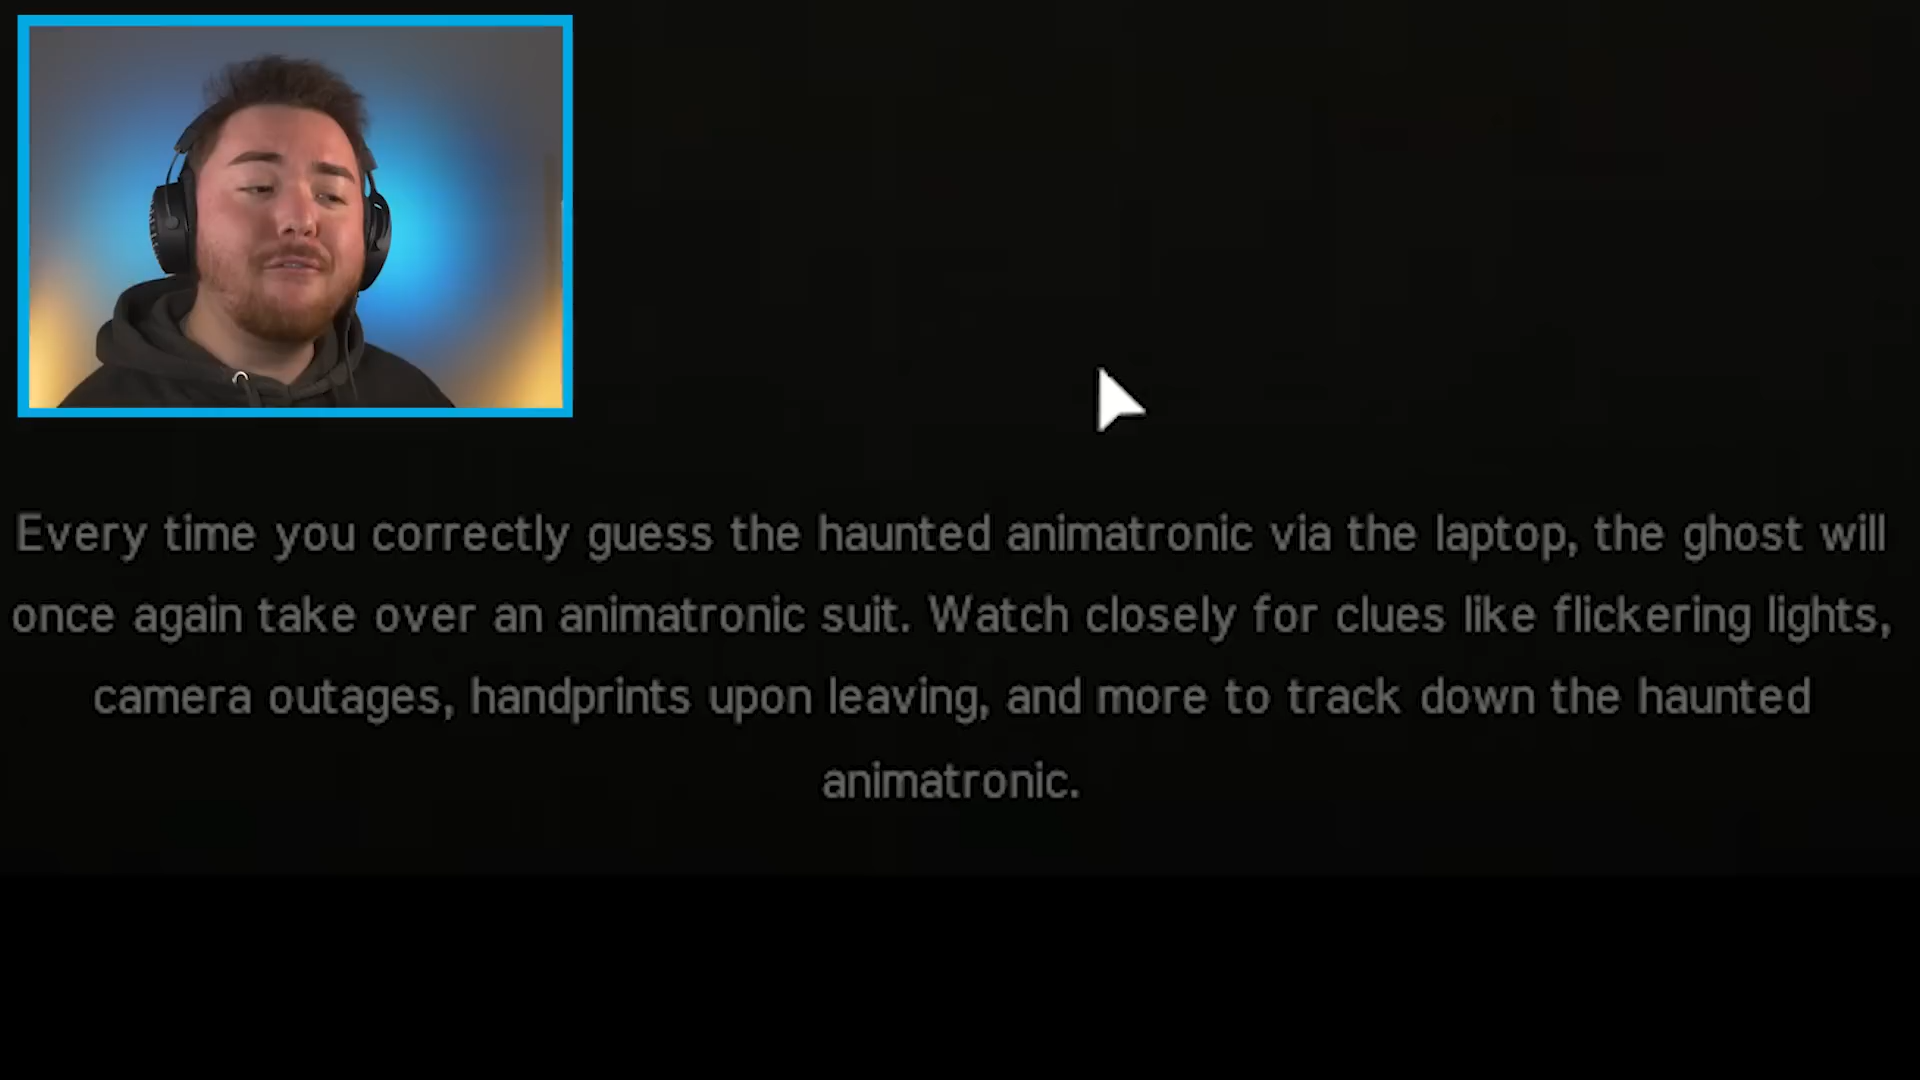 Every time you correctly guess the haunted animatronic via the laptop, the ghost will
once again take over an animatronic suit. Watch closely for clues like flickering lights,
camera outages, handprints upon leaving, and more to track down the haunted
animatronic.